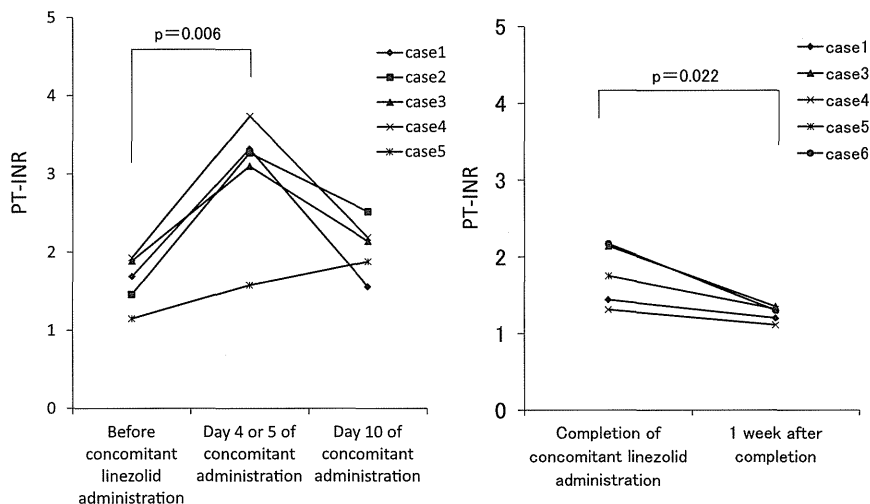 5
4
3
2
1
0
PT-INR
p=0.006
case1
case2
case3
case4
case5
Before
concomitant
linezolid
administration
Day 4 or 5 of
concomitant
administration
Day 10 of
concomitant
administration
5
4
3
2
1
0
PT-INR
p=0.022
case1
case3
case4
case5
case6
Completion of
concomitant linezolid
administration
1 week after
completion